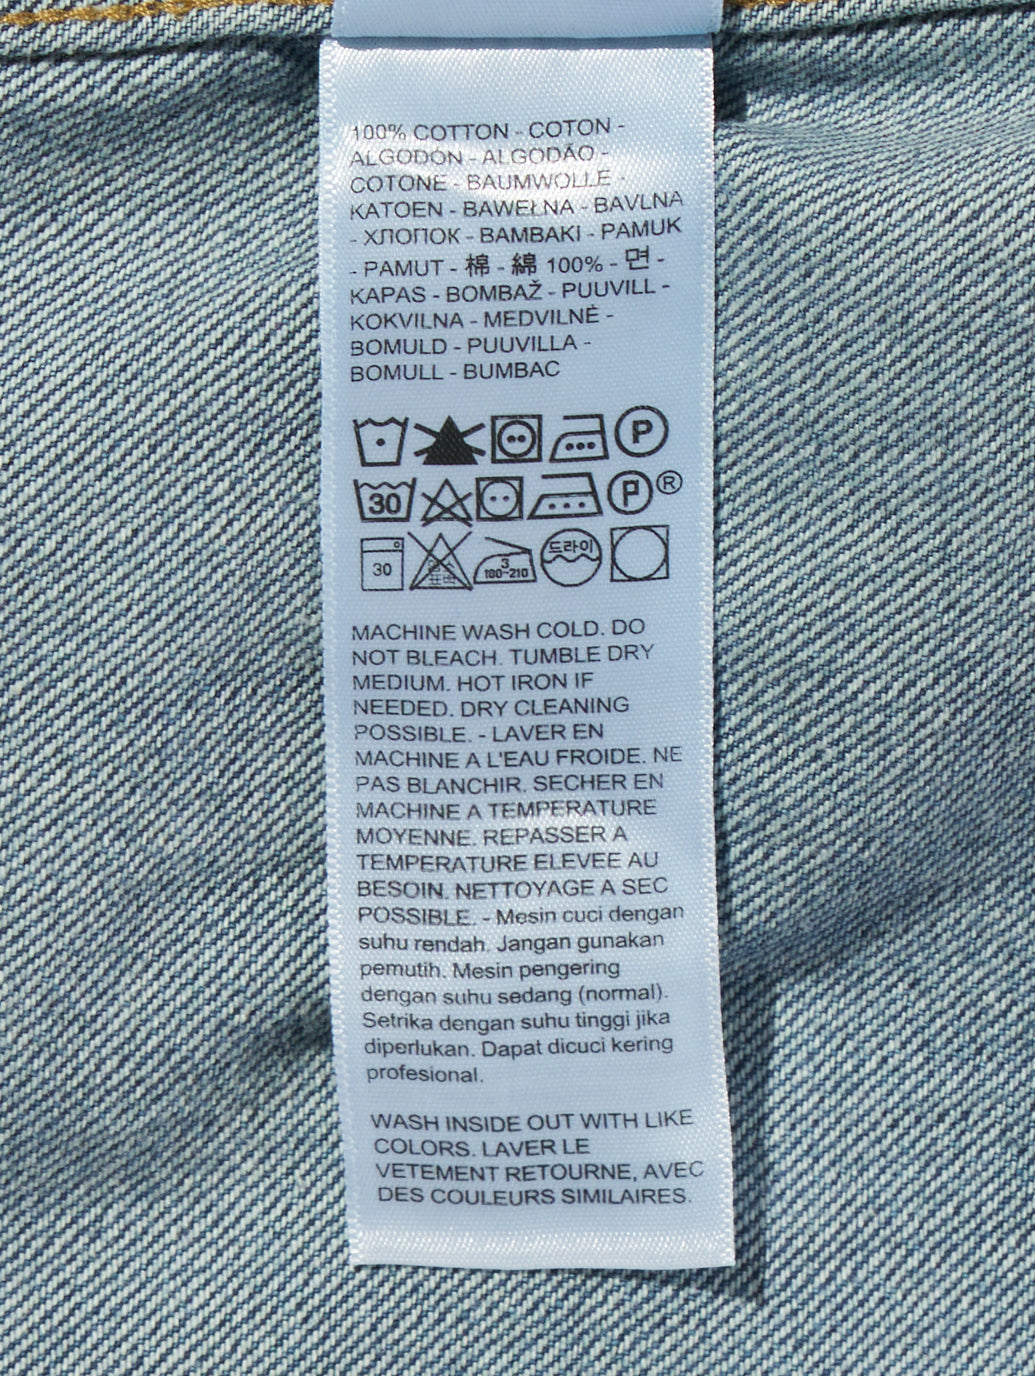 100% COTTON - COTON -
ALGODÓN - ALGODÃO -
COTONE - BAUMWOLLE -
KATOEN - BAWEŁNA - BAVLNA
- ХЛОПОК - BAMBAKI - PAMUK
- PAMUT - 棉 - 綿 100% - 면 -
KAPAS - BOMBAŽ - PUUVILL -
KOKVILNA - MEDVILNĖ -
BOMULD - PUUVILLA -
BOMULL - BUMBAC
P
30 P®
30 3 180~210 드라이
MACHINE WASH COLD. DO
NOT BLEACH. TUMBLE DRY
MEDIUM. HOT IRON IF
NEEDED. DRY CLEANING
POSSIBLE. - LAVER EN
MACHINE A L'EAU FROIDE. NE
PAS BLANCHIR. SECHER EN
MACHINE A TEMPERATURE
MOYENNE. REPASSER A
TEMPERATURE ELEVEE AU
BESOIN. NETTOYAGE A SEC
POSSIBLE. - Mesin cuci dengan
suhu rendah. Jangan gunakan
pemutih. Mesin pengering
dengan suhu sedang (normal).
Setrika dengan suhu tinggi jika
diperlukan. Dapat dicuci kering
profesional.
WASH INSIDE OUT WITH LIKE
COLORS. LAVER LE
VETEMENT RETOURNE, AVEC
DES COULEURS SIMILAIRES.